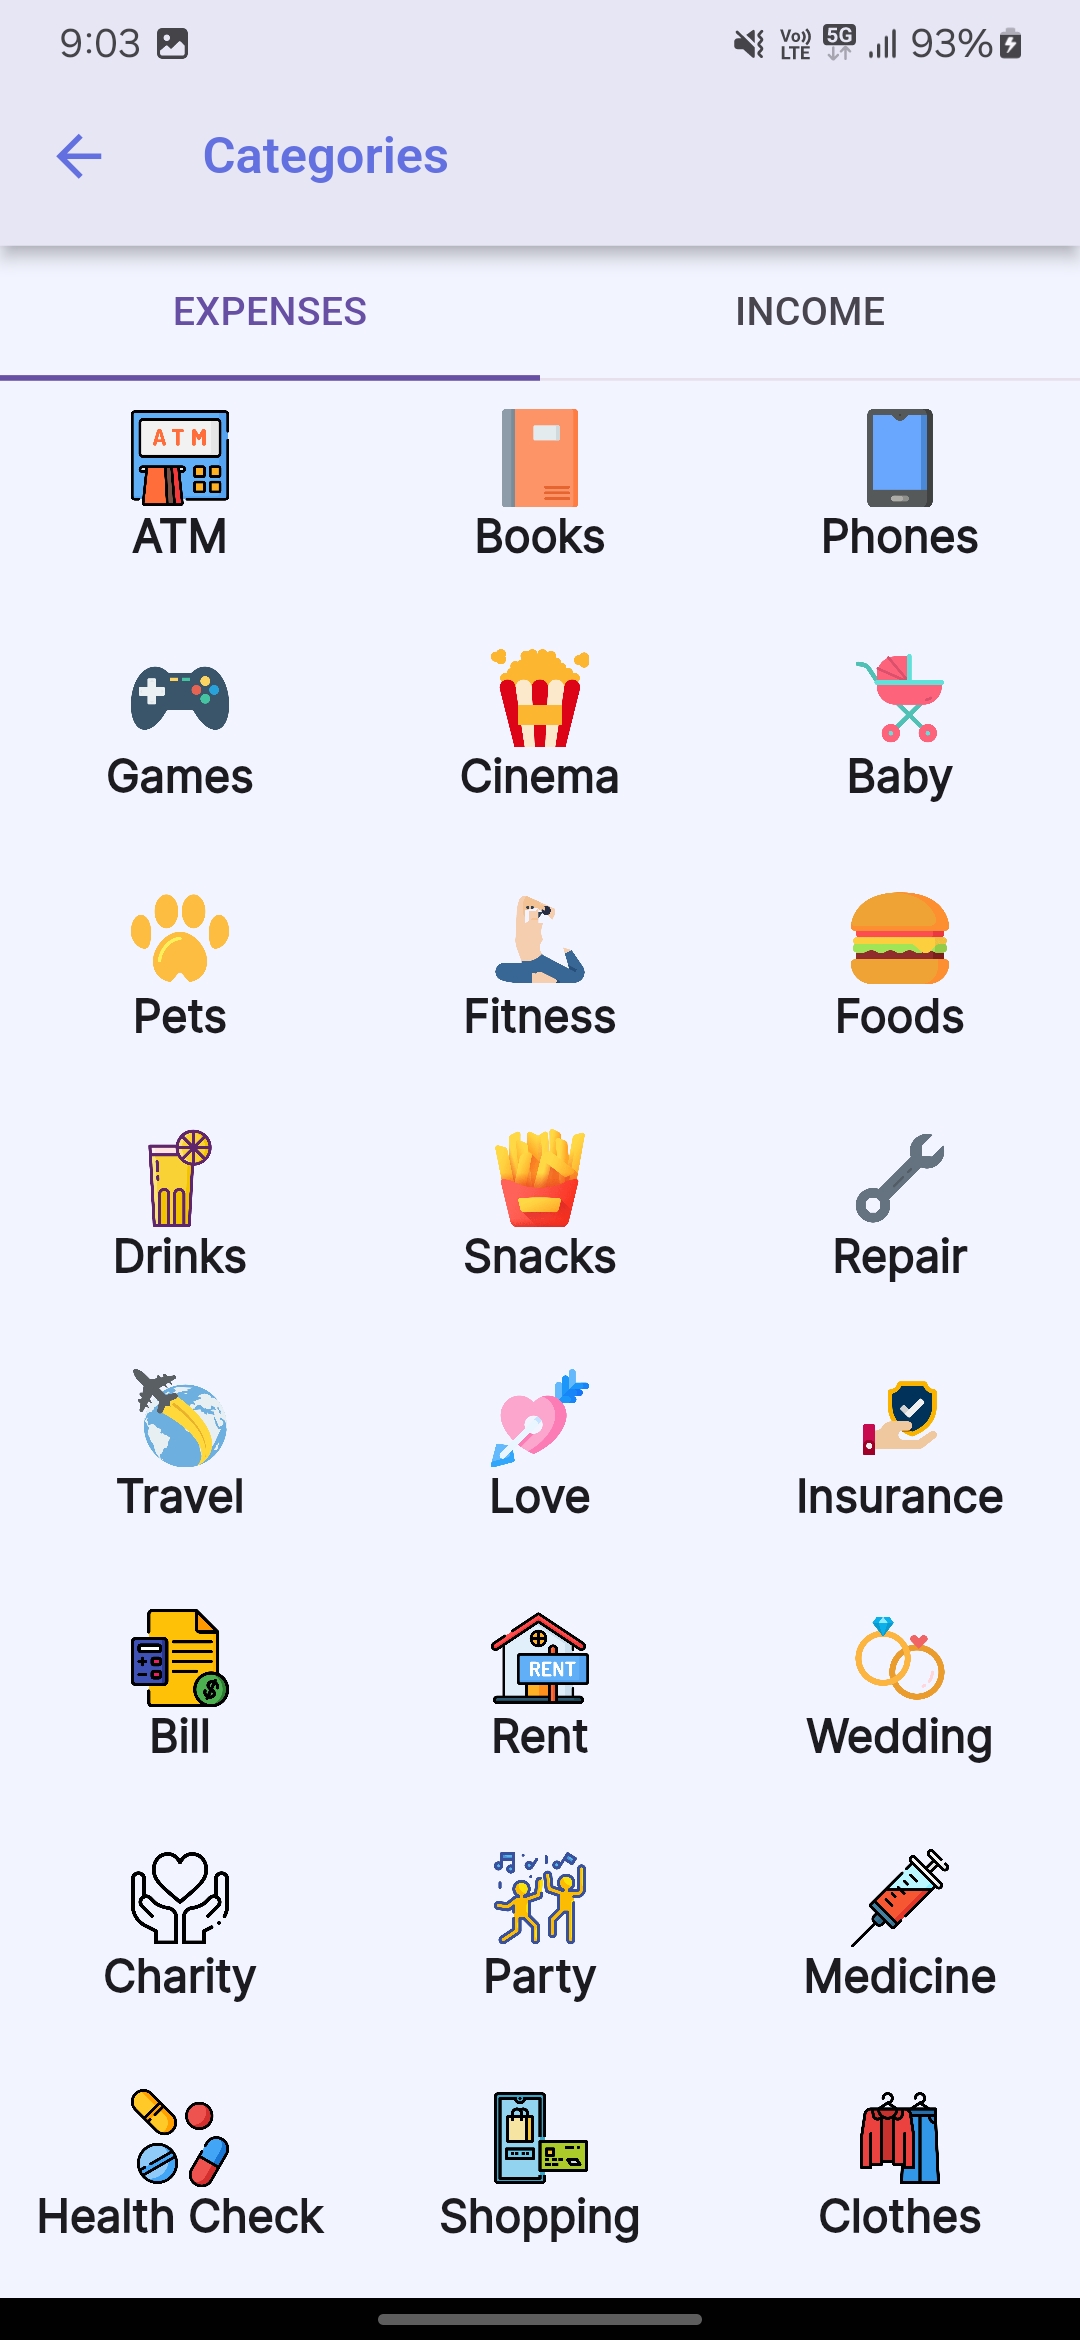 9:03 Vo)) LTE 5G 93%
Categories
EXPENSES INCOME
ATM
ATM Books Phones
Games Cinema Baby
Pets Fitness Foods
Drinks Snacks Repair
Travel Love Insurance
RENT
Bill Rent Wedding
Charity Party Medicine
Health Check Shopping Clothes